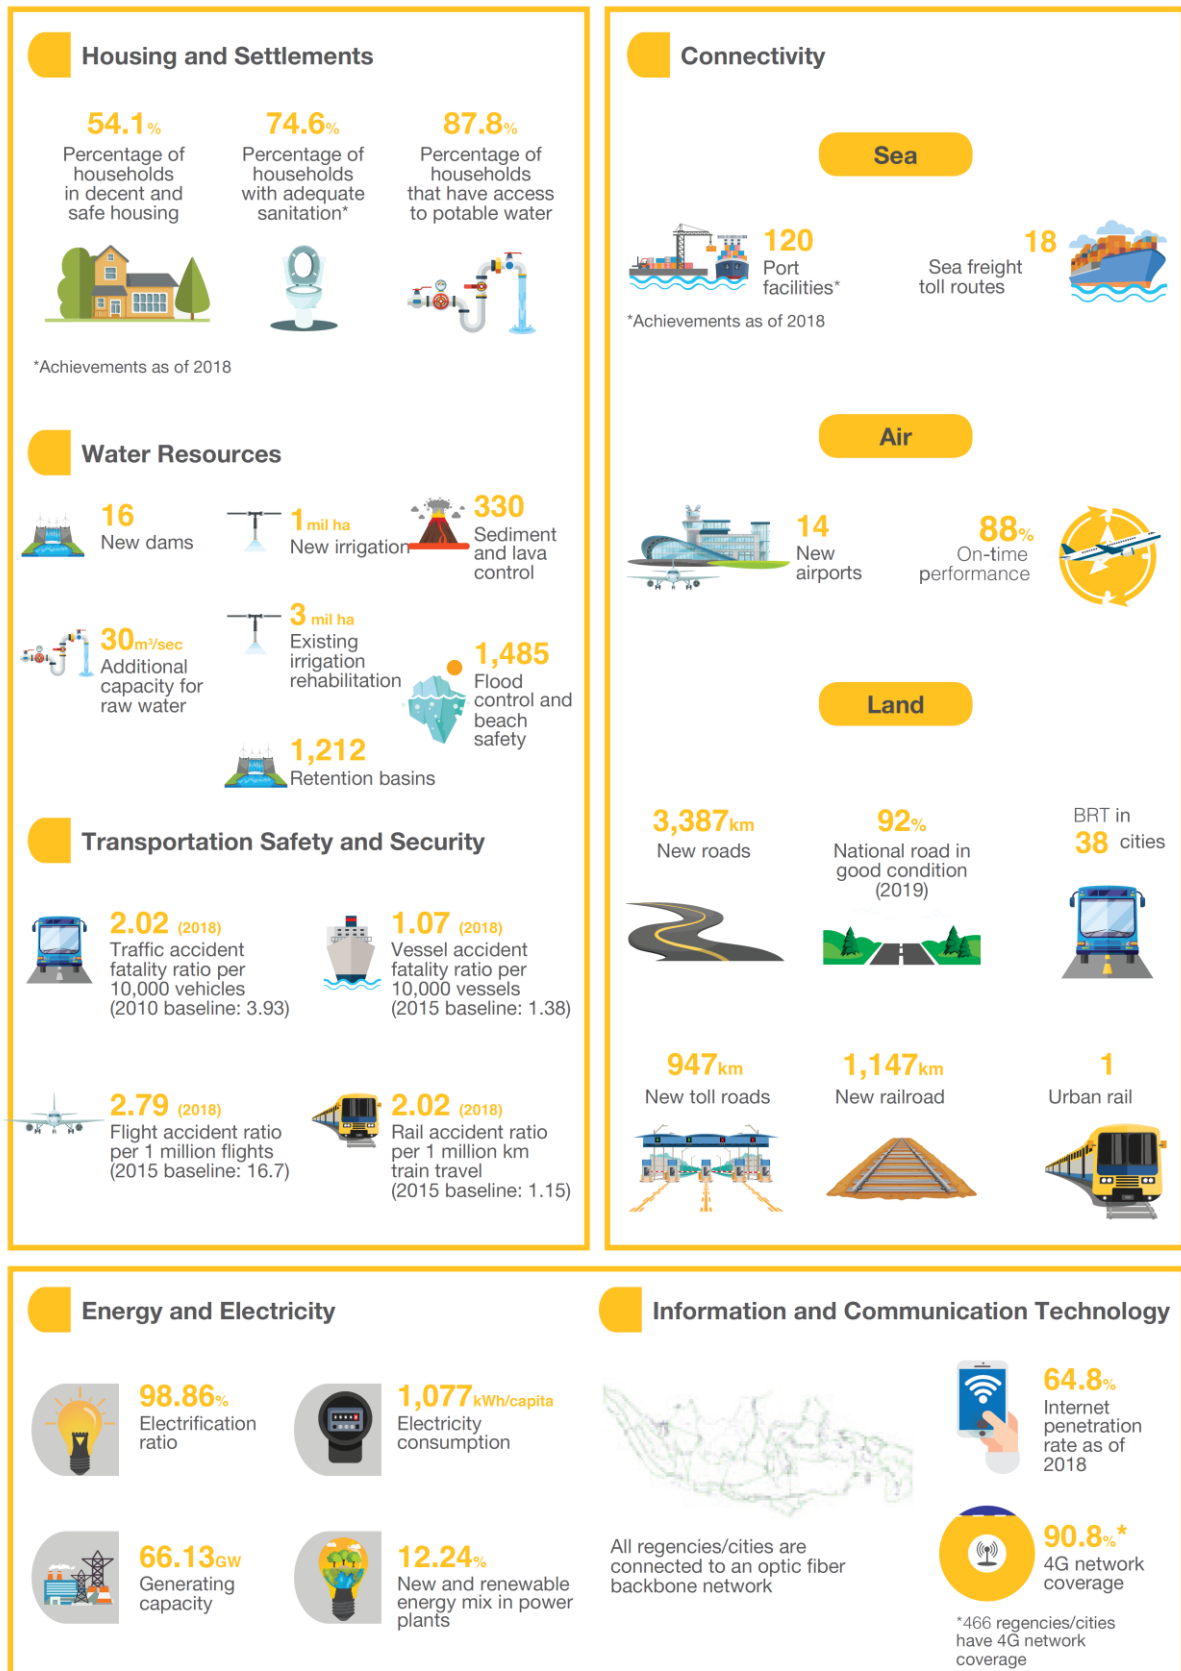 Housing and Settlements
54.1%
Percentage of
households
in decent and
safe housing
74.6%
Percentage of
households
with adequate
sanitation*
87.8%
Percentage of
households
that have access
to potable water
*Achievements as of 2018
Water Resources
16
New dams
1 mil ha
New irrigation
330
Sediment
and lava
control
30 m³/sec
Additional
capacity for
raw water
3 mil ha
Existing
irrigation
rehabilitation
1,485
Flood
control and
beach
safety
1,212
Retention basins
Transportation Safety and Security
2.02 (2018)
Traffic accident
fatality ratio per
10,000 vehicles
(2010 baseline: 3.93)
1.07 (2018)
Vessel accident
fatality ratio per
10,000 vessels
(2015 baseline: 1.38)
2.79 (2018)
Flight accident ratio
per 1 million flights
(2015 baseline: 16.7)
2.02 (2018)
Rail accident ratio
per 1 million km
train travel
(2015 baseline: 1.15)
Connectivity
Sea
120
Port
facilities*
18
Sea freight
toll routes
*Achievements as of 2018
Air
14
New
airports
88%
On-time
performance
Land
3,387 km
New roads
92%
National road in
good condition
(2019)
BRT in
38 cities
947 km
New toll roads
1,147 km
New railroad
1
Urban rail
Energy and Electricity
98.86%
Electrification
ratio
1,077 kWh/capita
Electricity
consumption
66.13 GW
Generating
capacity
12.24%
New and renewable
energy mix in power
plants
Information and Communication Technology
All regencies/cities are
connected to an optic fiber
backbone network
64.8%
Internet
penetration
rate as of
2018
90.8%*
4G network
coverage
*466 regencies/cities
have 4G network
coverage